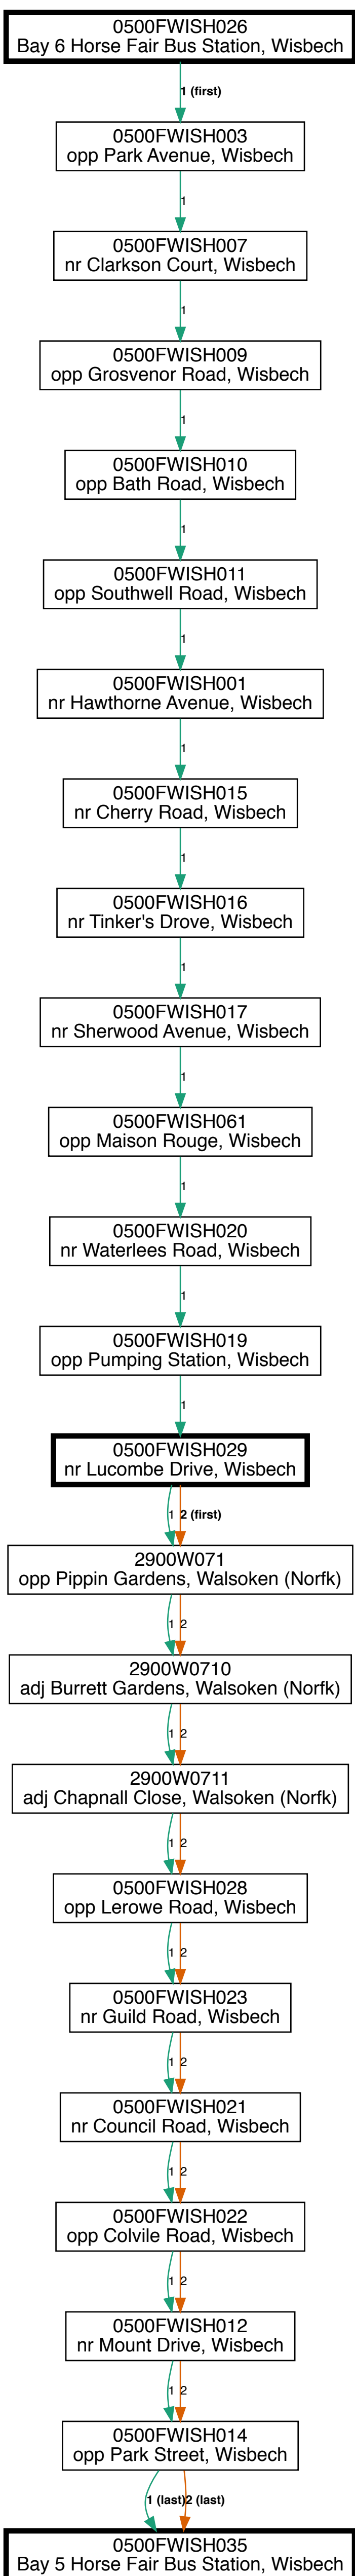 0500FWISH026
Bay 6 Horse Fair Bus Station, Wisbech
1 (first)
0500FWISH003
opp Park Avenue, Wisbech
1
0500FWISH007
nr Clarkson Court, Wisbech
1
0500FWISH009
opp Grosvenor Road, Wisbech
1
0500FWISH010
opp Bath Road, Wisbech
1
0500FWISH011
opp Southwell Road, Wisbech
1
0500FWISH001
nr Hawthorne Avenue, Wisbech
1
0500FWISH015
nr Cherry Road, Wisbech
1
0500FWISH016
nr Tinker's Drove, Wisbech
1
0500FWISH017
nr Sherwood Avenue, Wisbech
1
0500FWISH061
opp Maison Rouge, Wisbech
1
0500FWISH020
nr Waterlees Road, Wisbech
1
0500FWISH019
opp Pumping Station, Wisbech
1
0500FWISH029
nr Lucombe Drive, Wisbech
1 2 (first)
2900W071
opp Pippin Gardens, Walsoken (Norfk)
1 2
2900W0710
adj Burrett Gardens, Walsoken (Norfk)
1 2
2900W0711
adj Chapnall Close, Walsoken (Norfk)
1 2
0500FWISH028
opp Lerowe Road, Wisbech
1 2
0500FWISH023
nr Guild Road, Wisbech
1 2
0500FWISH021
nr Council Road, Wisbech
1 2
0500FWISH022
opp Colvile Road, Wisbech
1 2
0500FWISH012
nr Mount Drive, Wisbech
1 2
0500FWISH014
opp Park Street, Wisbech
1 (last) 2 (last)
0500FWISH035
Bay 5 Horse Fair Bus Station, Wisbech